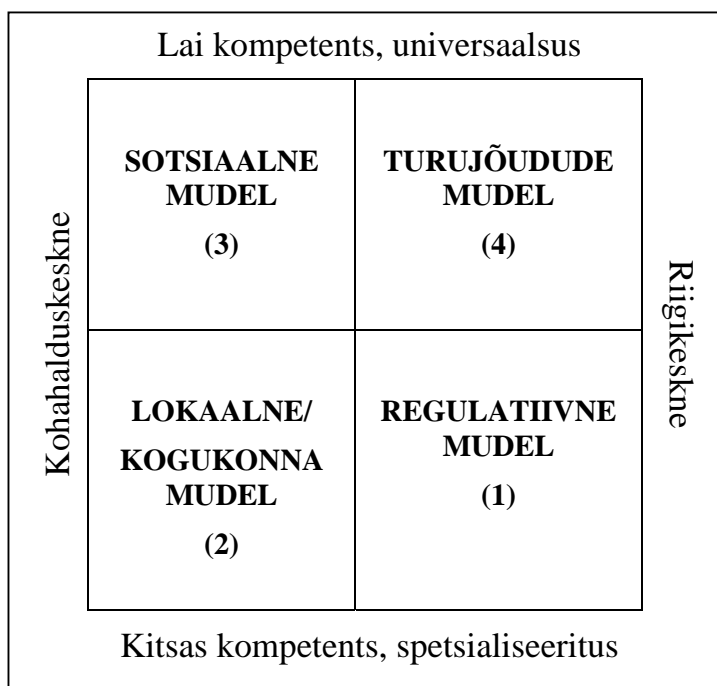 Lai kompetents, universaalsus
Kohahalduskeskne
SOTSIAALNE
MUDEL
(3)
TURUJÕUDUDE
MUDEL
(4)
Riigikeskne
LOKAALNE/
KOGUKONNA
MUDEL
(2)
REGULATIIVNE
MUDEL
(1)
Kitsas kompetents, spetsialiseeritus